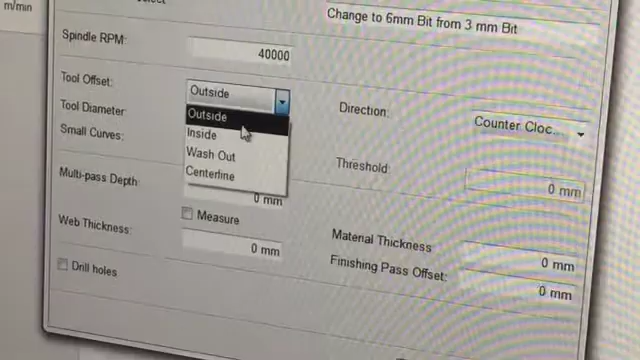 m/min
elect
Change to 6mm Bit from 3 mm Bit
Spindle RPM:
40000
Tool Offset:
Outside
Direction:
Counter Cloc...
Tool Diameter:
Outside
Small Curves:
Inside
Wash Out
Centerline
Threshold:
0 mm
Multi-pass Depth:
0 mm
Measure
Web Thickness:
0 mm
Material Thickness:
0 mm
Finishing Pass Offset:
0 mm
Drill holes